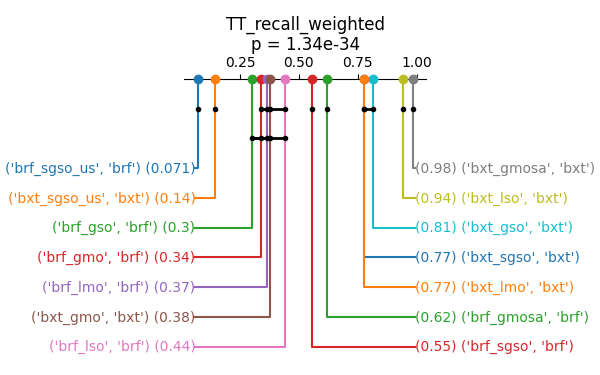 TT_recall_weighted
p = 1.34e-34
0.25 0.50 0.75 1.00
('brf_sgso_us', 'brf') (0.071)
(0.98) ('bxt_gmosa', 'bxt')
('bxt_sgso_us', 'bxt') (0.14)
(0.94) ('bxt_lso', 'bxt')
('brf_gso', 'brf') (0.3)
(0.81) ('bxt_gso', 'bxt')
('brf_gmo', 'brf') (0.34)
(0.77) ('bxt_sgso', 'bxt')
('brf_lmo', 'brf') (0.37)
(0.77) ('bxt_lmo', 'bxt')
('bxt_gmo', 'bxt') (0.38)
(0.62) ('brf_gmosa', 'brf')
('brf_lso', 'brf') (0.44)
(0.55) ('brf_sgso', 'brf')